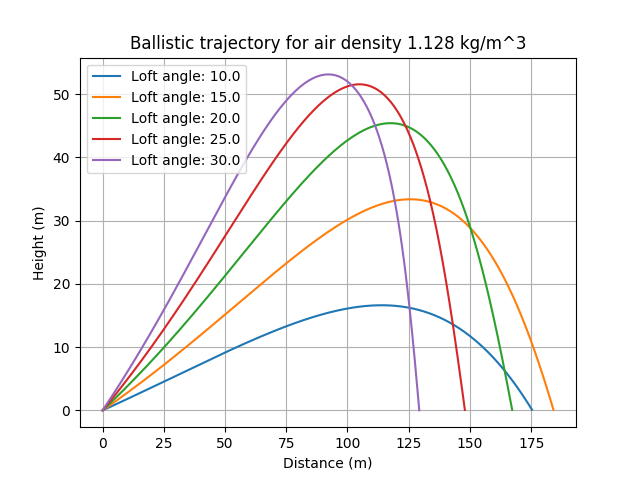 Ballistic trajectory for air density 1.128 kg/m^3
Loft angle: 10.0
Loft angle: 15.0
Loft angle: 20.0
Loft angle: 25.0
Loft angle: 30.0
50
40
30
20
10
0
Height (m)
0 25 50 75 100 125 150 175
Distance (m)